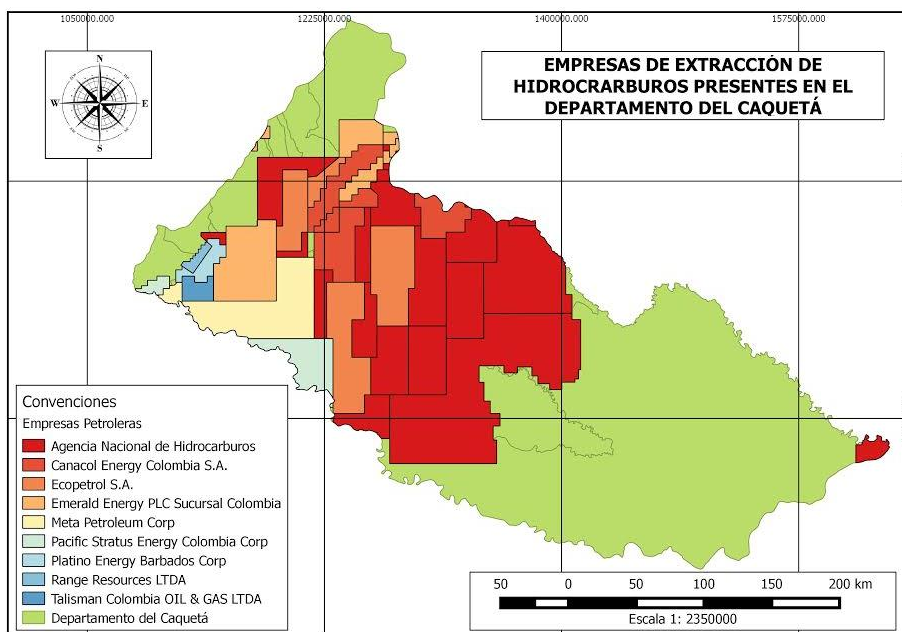 1050000.000 1225000.000 1400000.000 1575000.000
EMPRESAS DE EXTRACCIÓN DE
HIDROCRARBUROS PRESENTES EN EL
DEPARTAMENTO DEL CAQUETÁ
N
W E
S
Convenciones
Empresas Petroleras
Agencia Nacional de Hidrocarburos
Canacol Energy Colombia S.A.
Ecopetrol S.A.
Emerald Energy PLC Sucursal Colombia
Meta Petroleum Corp
Pacific Stratus Energy Colombia Corp
Platino Energy Barbados Corp
Range Resources LTDA
Talisman Colombia OIL & GAS LTDA
Departamento del Caquetá
50 0 50 100 150 200 km
Escala 1: 2350000